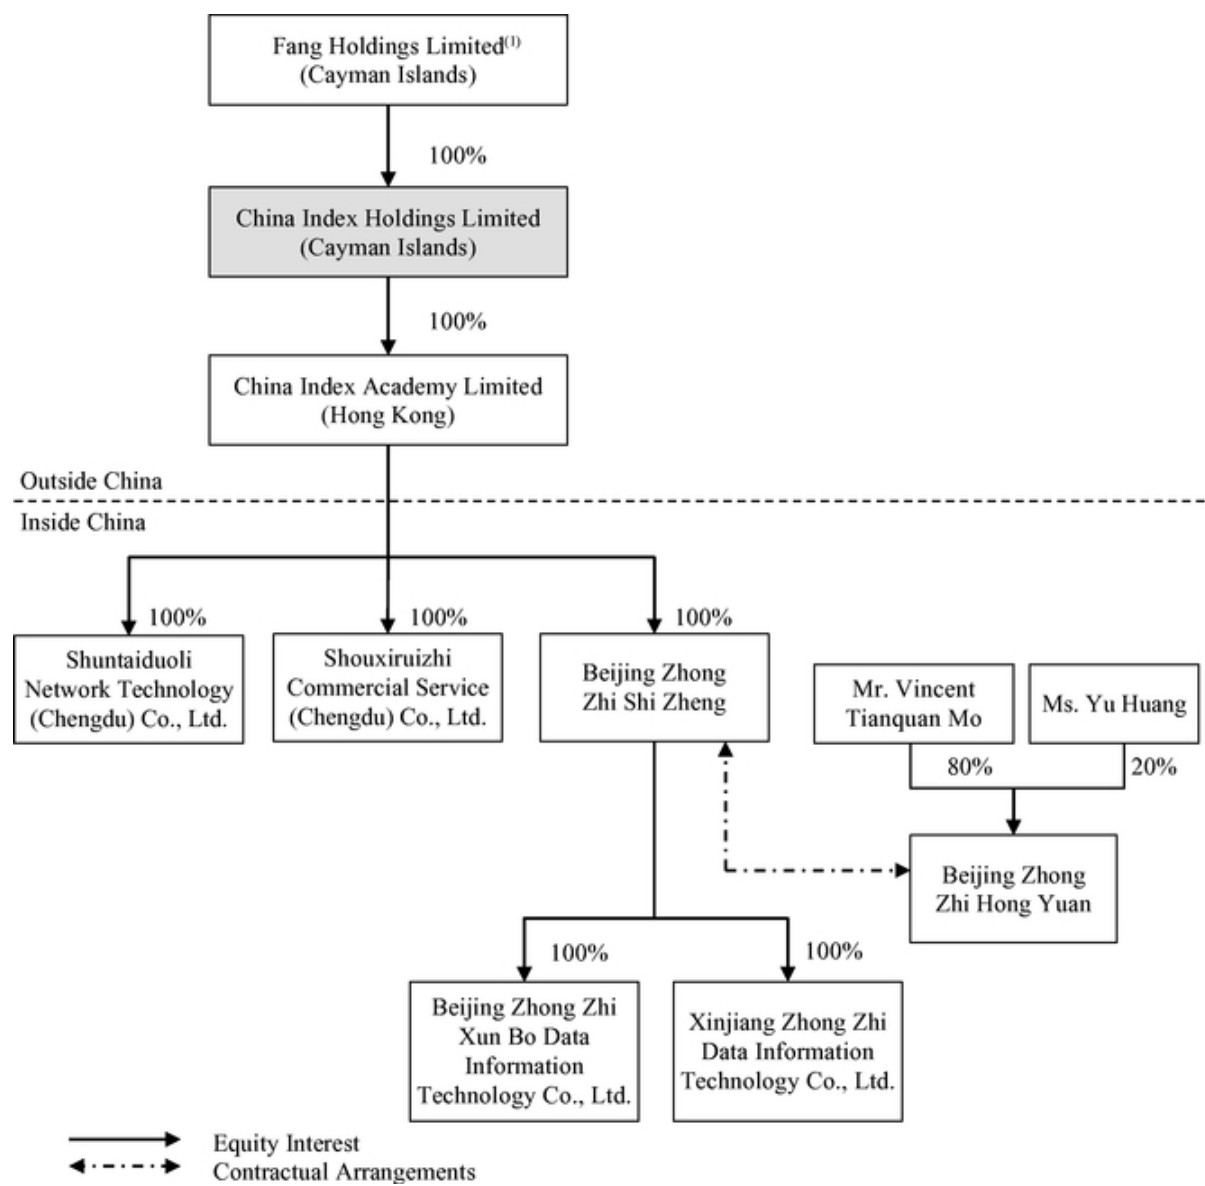 Fang Holdings Limited(1)
(Cayman Islands)
100%
China Index Holdings Limited
(Cayman Islands)
100%
China Index Academy Limited
(Hong Kong)
Outside China
Inside China
100%
100%
100%
Shuntaiduoli
Network Technology
(Chengdu) Co., Ltd.
Shouxiruizhi
Commercial Service
(Chengdu) Co., Ltd.
Beijing Zhong
Zhi Shi Zheng
Mr. Vincent
Tianquan Mo
Ms. Yu Huang
80%
20%
Beijing Zhong
Zhi Hong Yuan
100%
100%
Beijing Zhong Zhi
Xun Bo Data
Information
Technology Co., Ltd.
Xinjiang Zhong Zhi
Data Information
Technology Co., Ltd.
Equity Interest
Contractual Arrangements